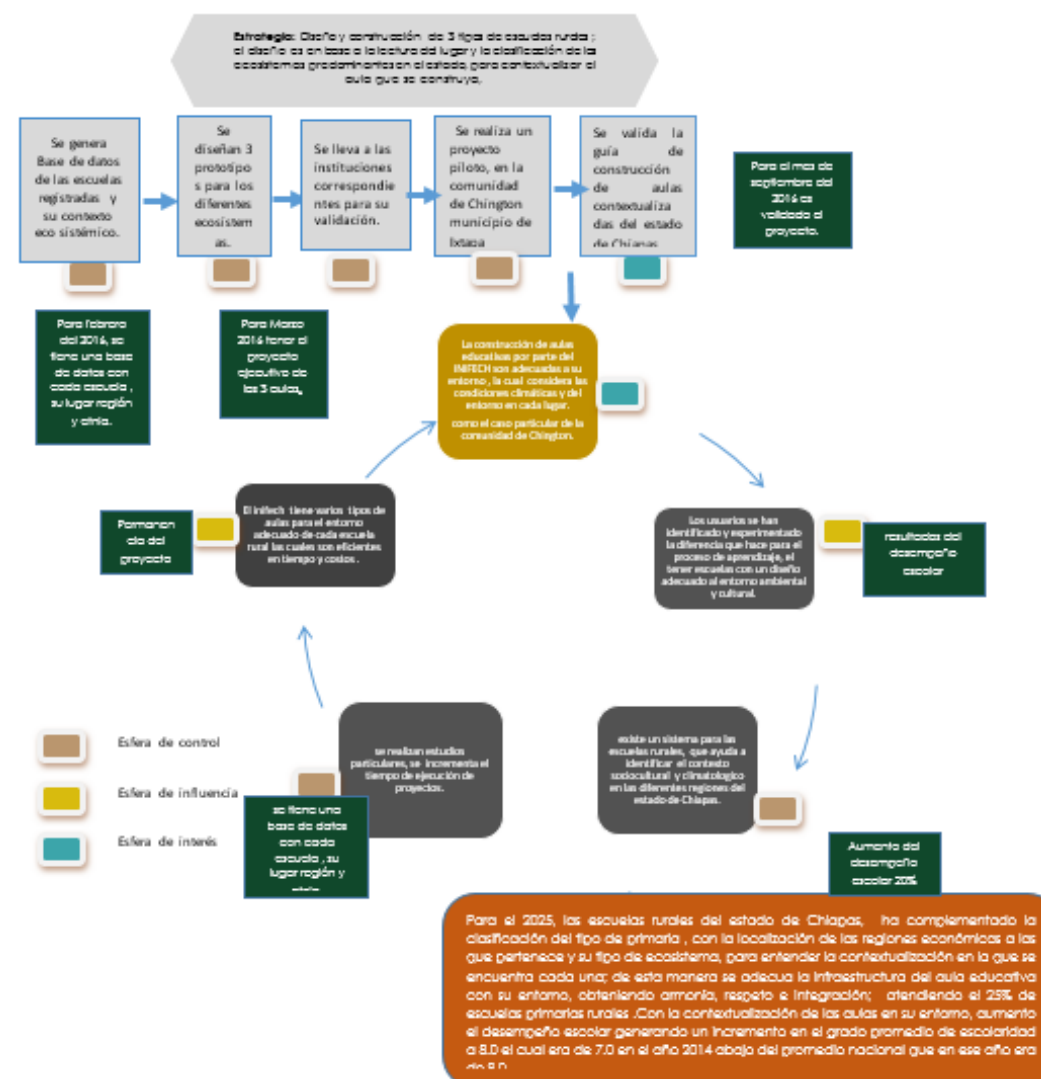 Estrategia: Diseño y construcción de 3 tipos de escuelas rurales ;
el diseño es en base a la lectura del lugar y la clasificación de los
ecosistemas predominantes en el estado, para contextualizar el
aula que se construya.
Se genera
Base de datos
de las escuelas
registradas y
su contexto
eco sistémico.
Se
diseñan 3
prototipo
s para los
diferentes
ecosistem
as.
Se lleva a las
instituciones
correspondie
ntes para su
validación.
Se realiza un
proyecto
piloto, en la
comunidad
de Chington
municipio de
Ixtapa
Se valida la
guía de
construcción
de aulas
contextualiza
das del estado
de Chiapas
Para el mes de
septiembre del
2016 es
validado el
proyecto.
Para febrero
del 2016, se
tiene una base
de datos con
cada escuela ,
su lugar región
y etnia.
Para Marzo
2016 tener el
proyecto
ejecutivo de
las 3 aulas.
La construcción de aulas
educativas por parte del
INIFECH son adecuadas a su
entorno , la cual considera las
condiciones climáticas y del
entorno en cada lugar.
como el caso particular de la
comunidad de Chington.
Permanen
cia del
proyecto
El inifech tiene varios tipos de
aulas para el entorno
adecuado de cada escuela
rural las cuales son eficientes
en tiempo y costos .
Los usuarios se han
identificado y experimentado
la diferencia que hace para el
proceso de aprendizaje, el
tener escuelas con un diseño
adecuado al entorno ambiental
y cultural.
resultados del
desempeño
escolar
Esfera de control
Esfera de influencia
Esfera de interés
se realizan estudios
particulares, se incrementa el
tiempo de ejecución de
proyectos.
se tiene una
base de datos
con cada
escuela , su
lugar región y
existe un sistema para las
escuelas rurales, que ayuda a
identificar el contexto
sociocultural y climatologico
en las diferentes regiones del
estado de Chiapas.
Aumento del
desempeño
escolar 20%
Para el 2025, las escuelas rurales del estado de Chiapas, ha complementado la
clasificación del tipo de primaria , con la localización de las regiones económicas a las
que pertenece y su tipo de ecosistema, para entender la contextualización en la que se
encuentra cada una; de esta manera se adecua la infraestructura del aula educativa
con su entorno, obteniendo armonía, respeto e integración; atendiendo el 25% de
escuelas primarias rurales .Con la contextualización de las aulas en su entorno, aumento
el desempeño escolar generando un incremento en el grado promedio de escolaridad
a 8.0 el cual era de 7.0 en el año 2014 abajo del promedio nacional que en ese año era